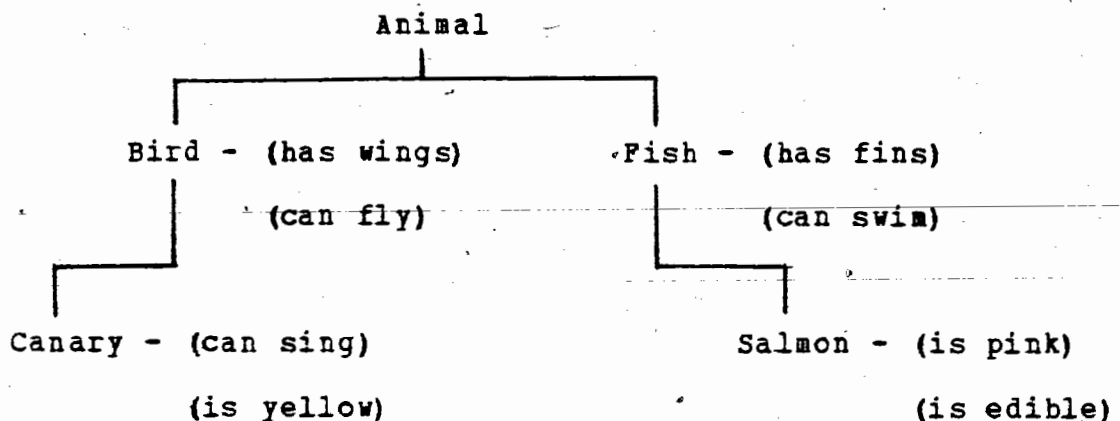 Animal
Bird - (has wings) Fish - (has fins)
(can fly) (can swim)
Canary - (can sing) Salmon - (is pink)
(is yellow) (is edible)